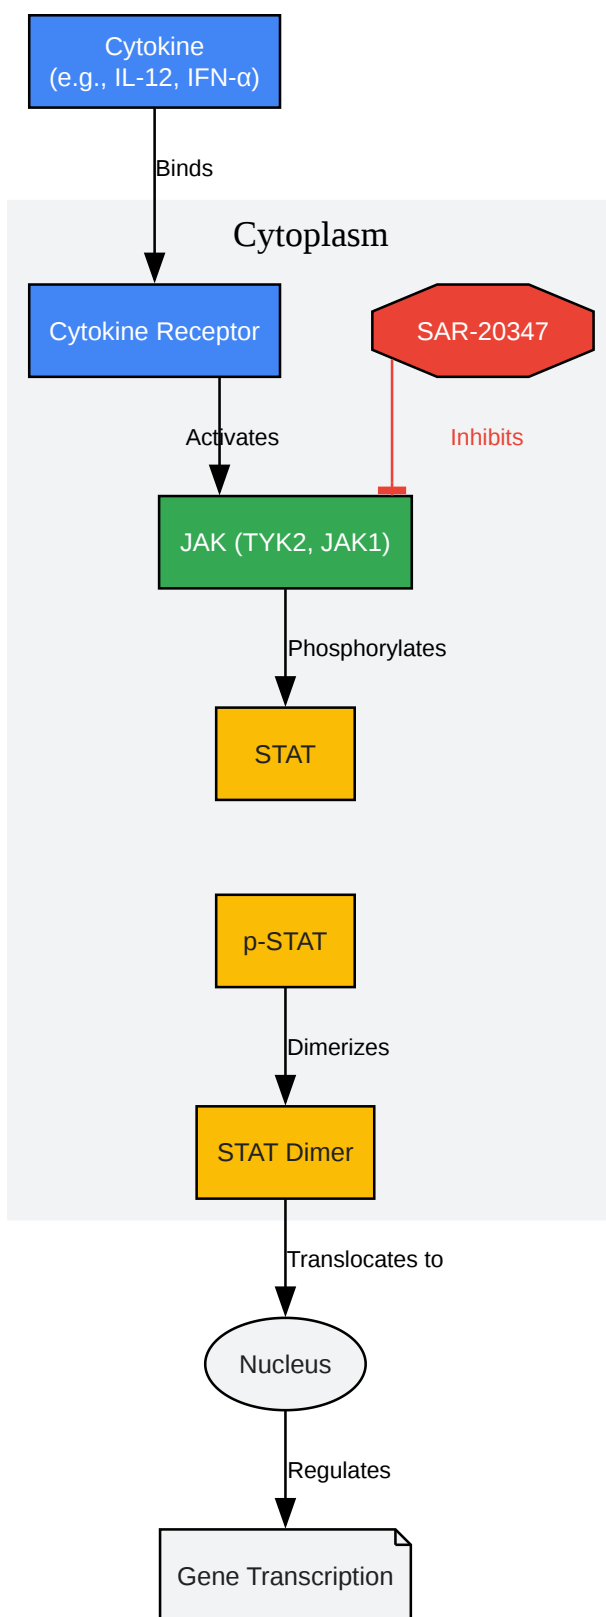 Cytokine
(e.g., IL-12, IFN-α)
Binds
Cytoplasm
Cytokine Receptor
SAR-20347
Activates
Inhibits
JAK (TYK2, JAK1)
Phosphorylates
STAT
p-STAT
Dimerizes
STAT Dimer
Translocates to
Nucleus
Regulates
Gene Transcription